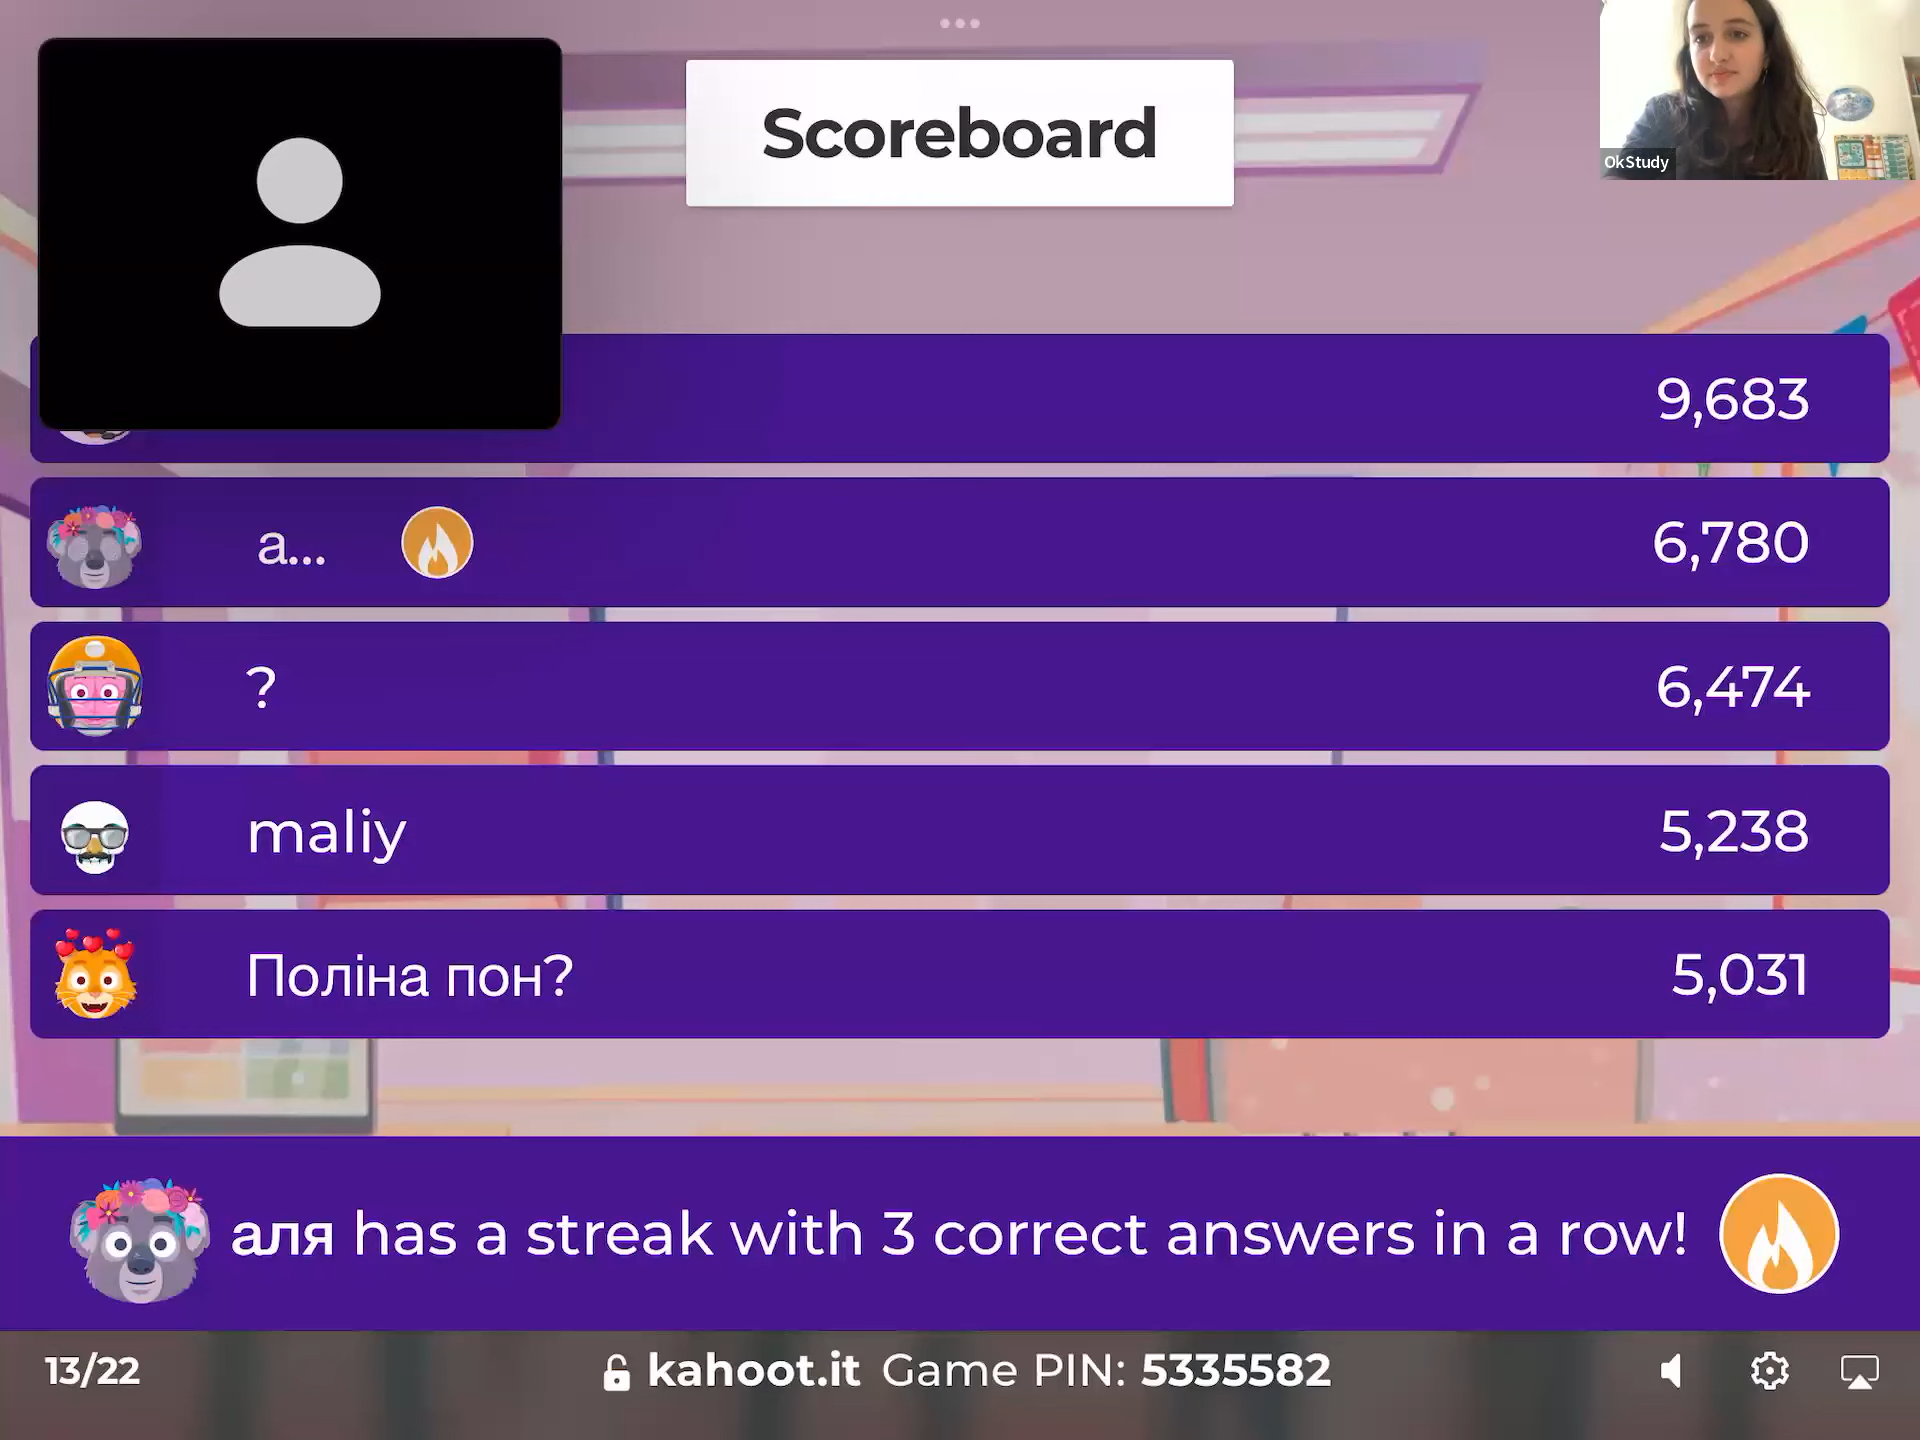 Scoreboard
OkStudy
9,683
а... 6,780
? 6,474
maliy 5,238
Поліна пон? 5,031
аля has a streak with 3 correct answers in a row!
13/22 kahoot.it Game PIN: 5335582